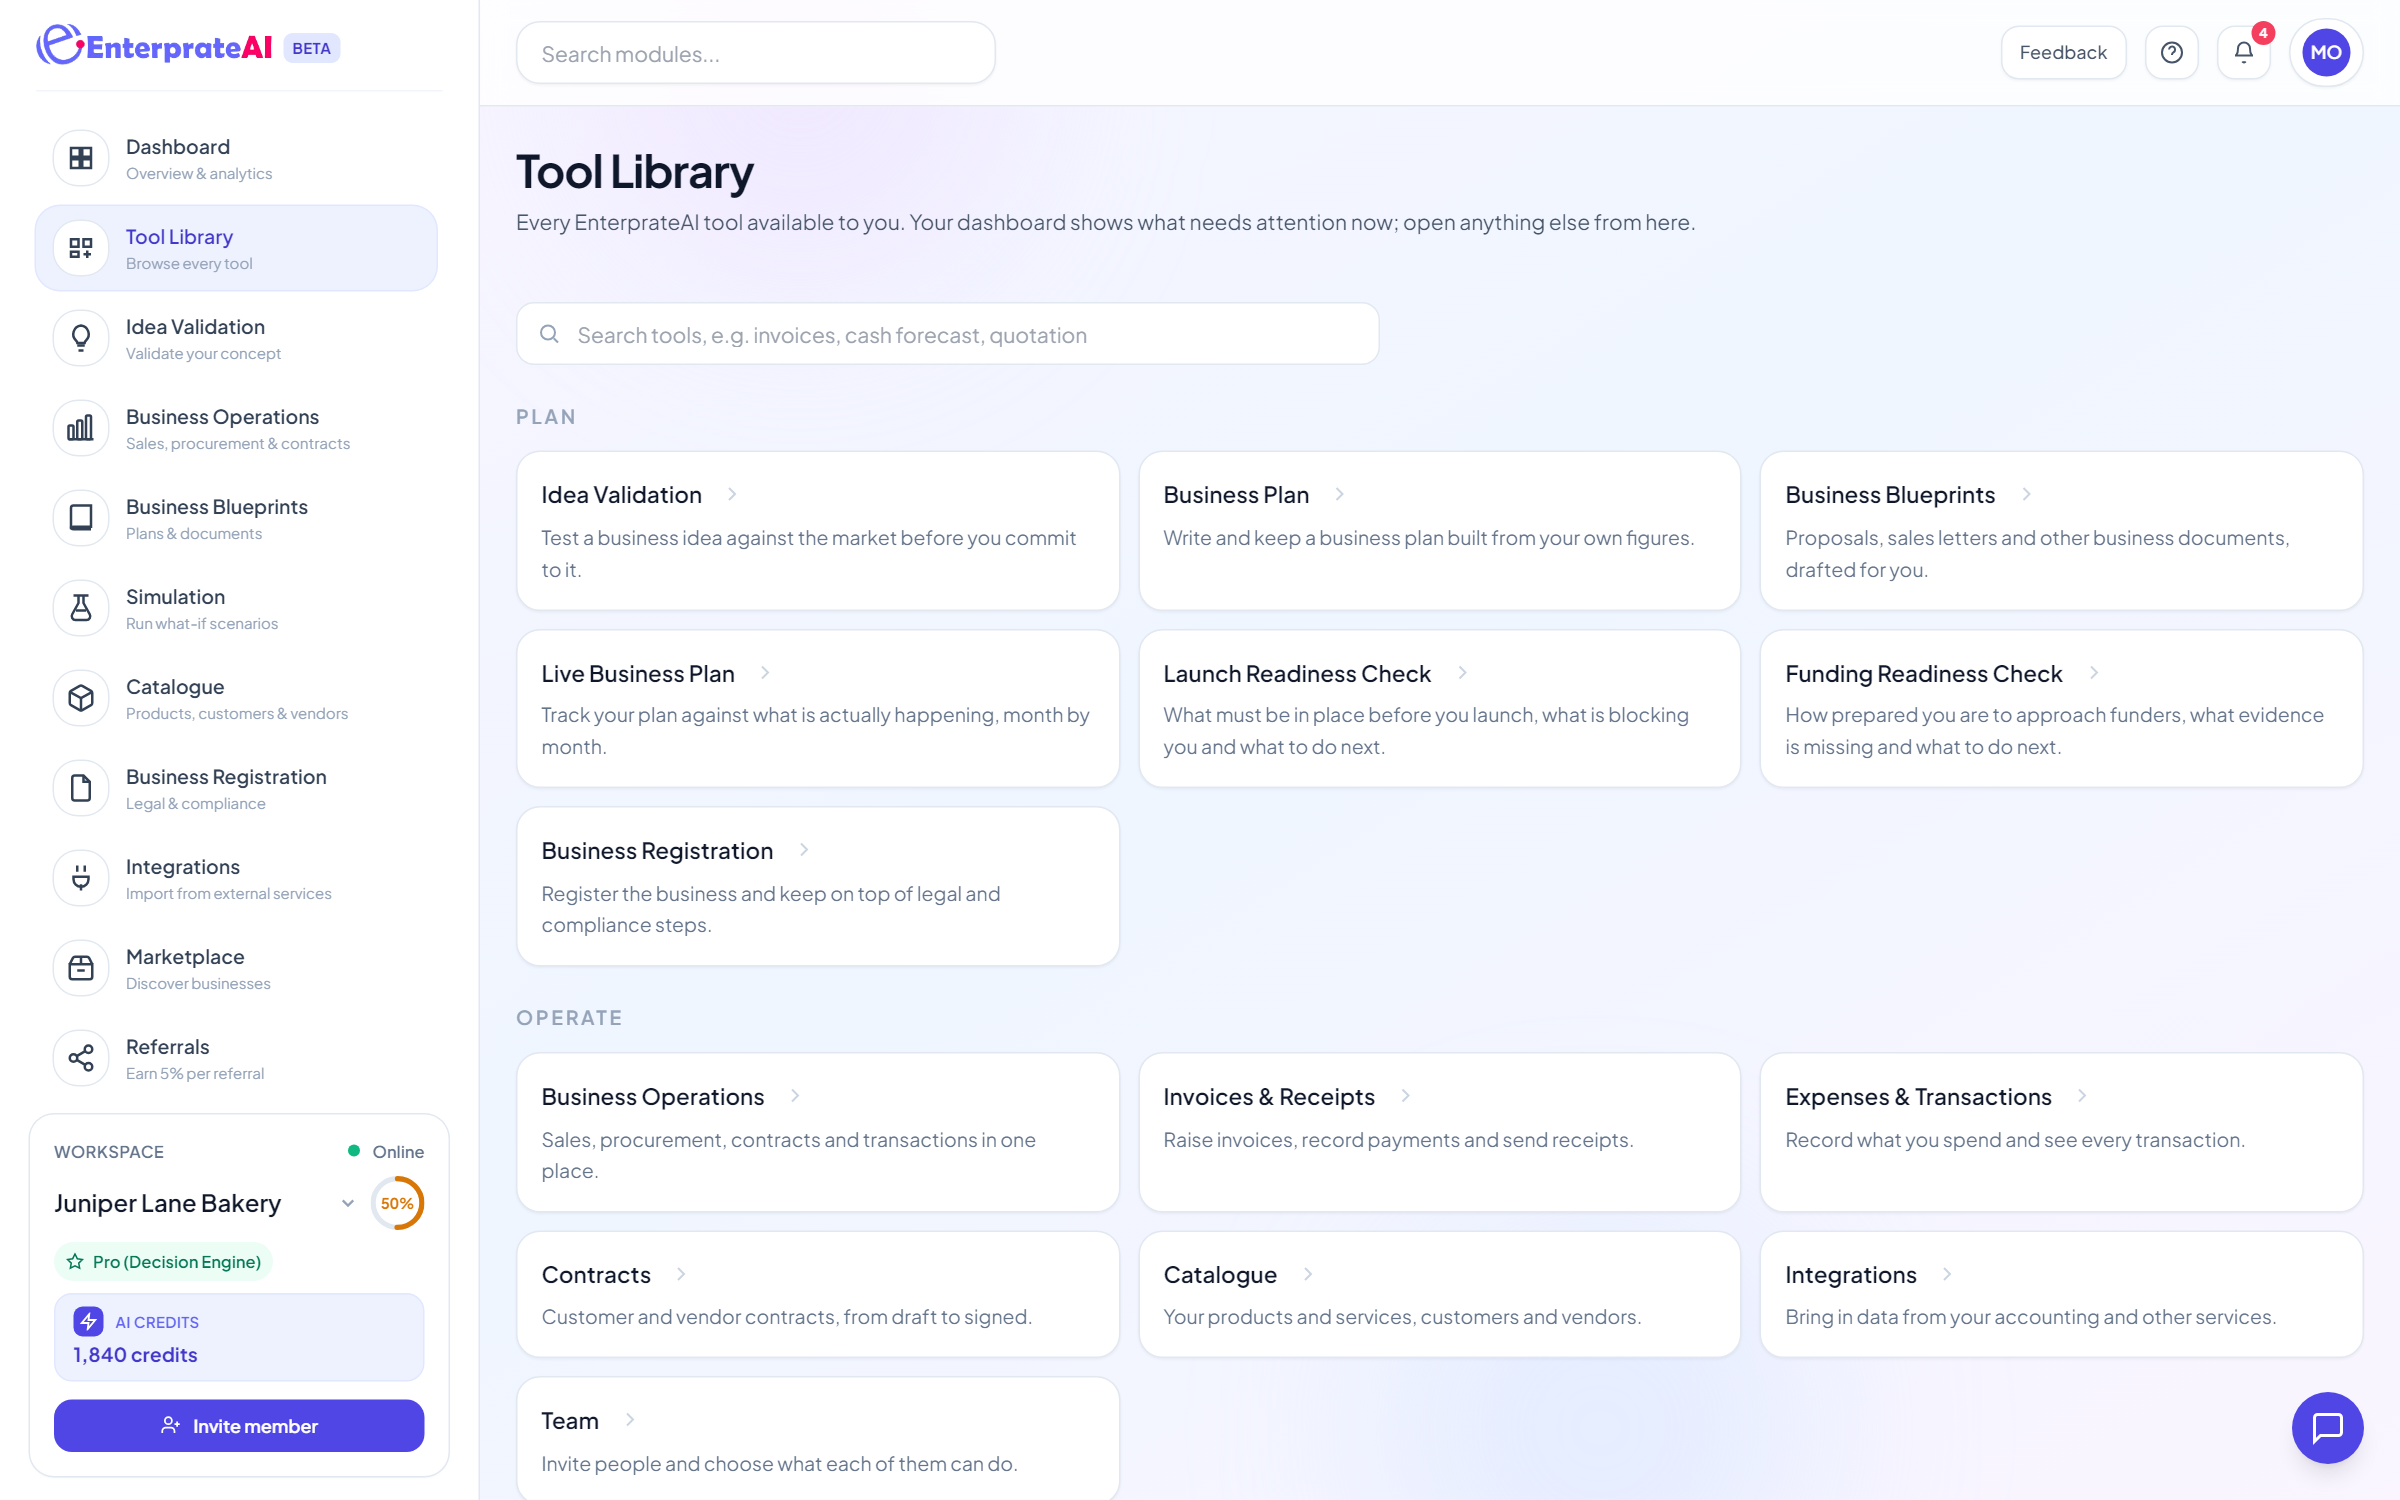 EnterprateAI BETA
Search modules...
Feedback
4
MO
Dashboard
Overview & analytics
Tool Library
Browse every tool
Idea Validation
Validate your concept
Business Operations
Sales, procurement & contracts
Business Blueprints
Plans & documents
Simulation
Run what-if scenarios
Catalogue
Products, customers & vendors
Business Registration
Legal & compliance
Integrations
Import from external services
Marketplace
Discover businesses
Referrals
Earn 5% per referral
WORKSPACE
Online
Juniper Lane Bakery
50%
Pro (Decision Engine)
AI CREDITS
1,840 credits
Invite member
Tool Library
Every EnterprateAI tool available to you. Your dashboard shows what needs attention now; open anything else from here.
Search tools, e.g. invoices, cash forecast, quotation
PLAN
Idea Validation
Test a business idea against the market before you commit
to it.
Business Plan
Write and keep a business plan built from your own figures.
Business Blueprints
Proposals, sales letters and other business documents,
drafted for you.
Live Business Plan
Track your plan against what is actually happening, month by
month.
Launch Readiness Check
What must be in place before you launch, what is blocking
you and what to do next.
Funding Readiness Check
How prepared you are to approach funders, what evidence
is missing and what to do next.
Business Registration
Register the business and keep on top of legal and
compliance steps.
OPERATE
Business Operations
Sales, procurement, contracts and transactions in one
place.
Invoices & Receipts
Raise invoices, record payments and send receipts.
Expenses & Transactions
Record what you spend and see every transaction.
Contracts
Customer and vendor contracts, from draft to signed.
Catalogue
Your products and services, customers and vendors.
Integrations
Bring in data from your accounting and other services.
Team
Invite people and choose what each of them can do.